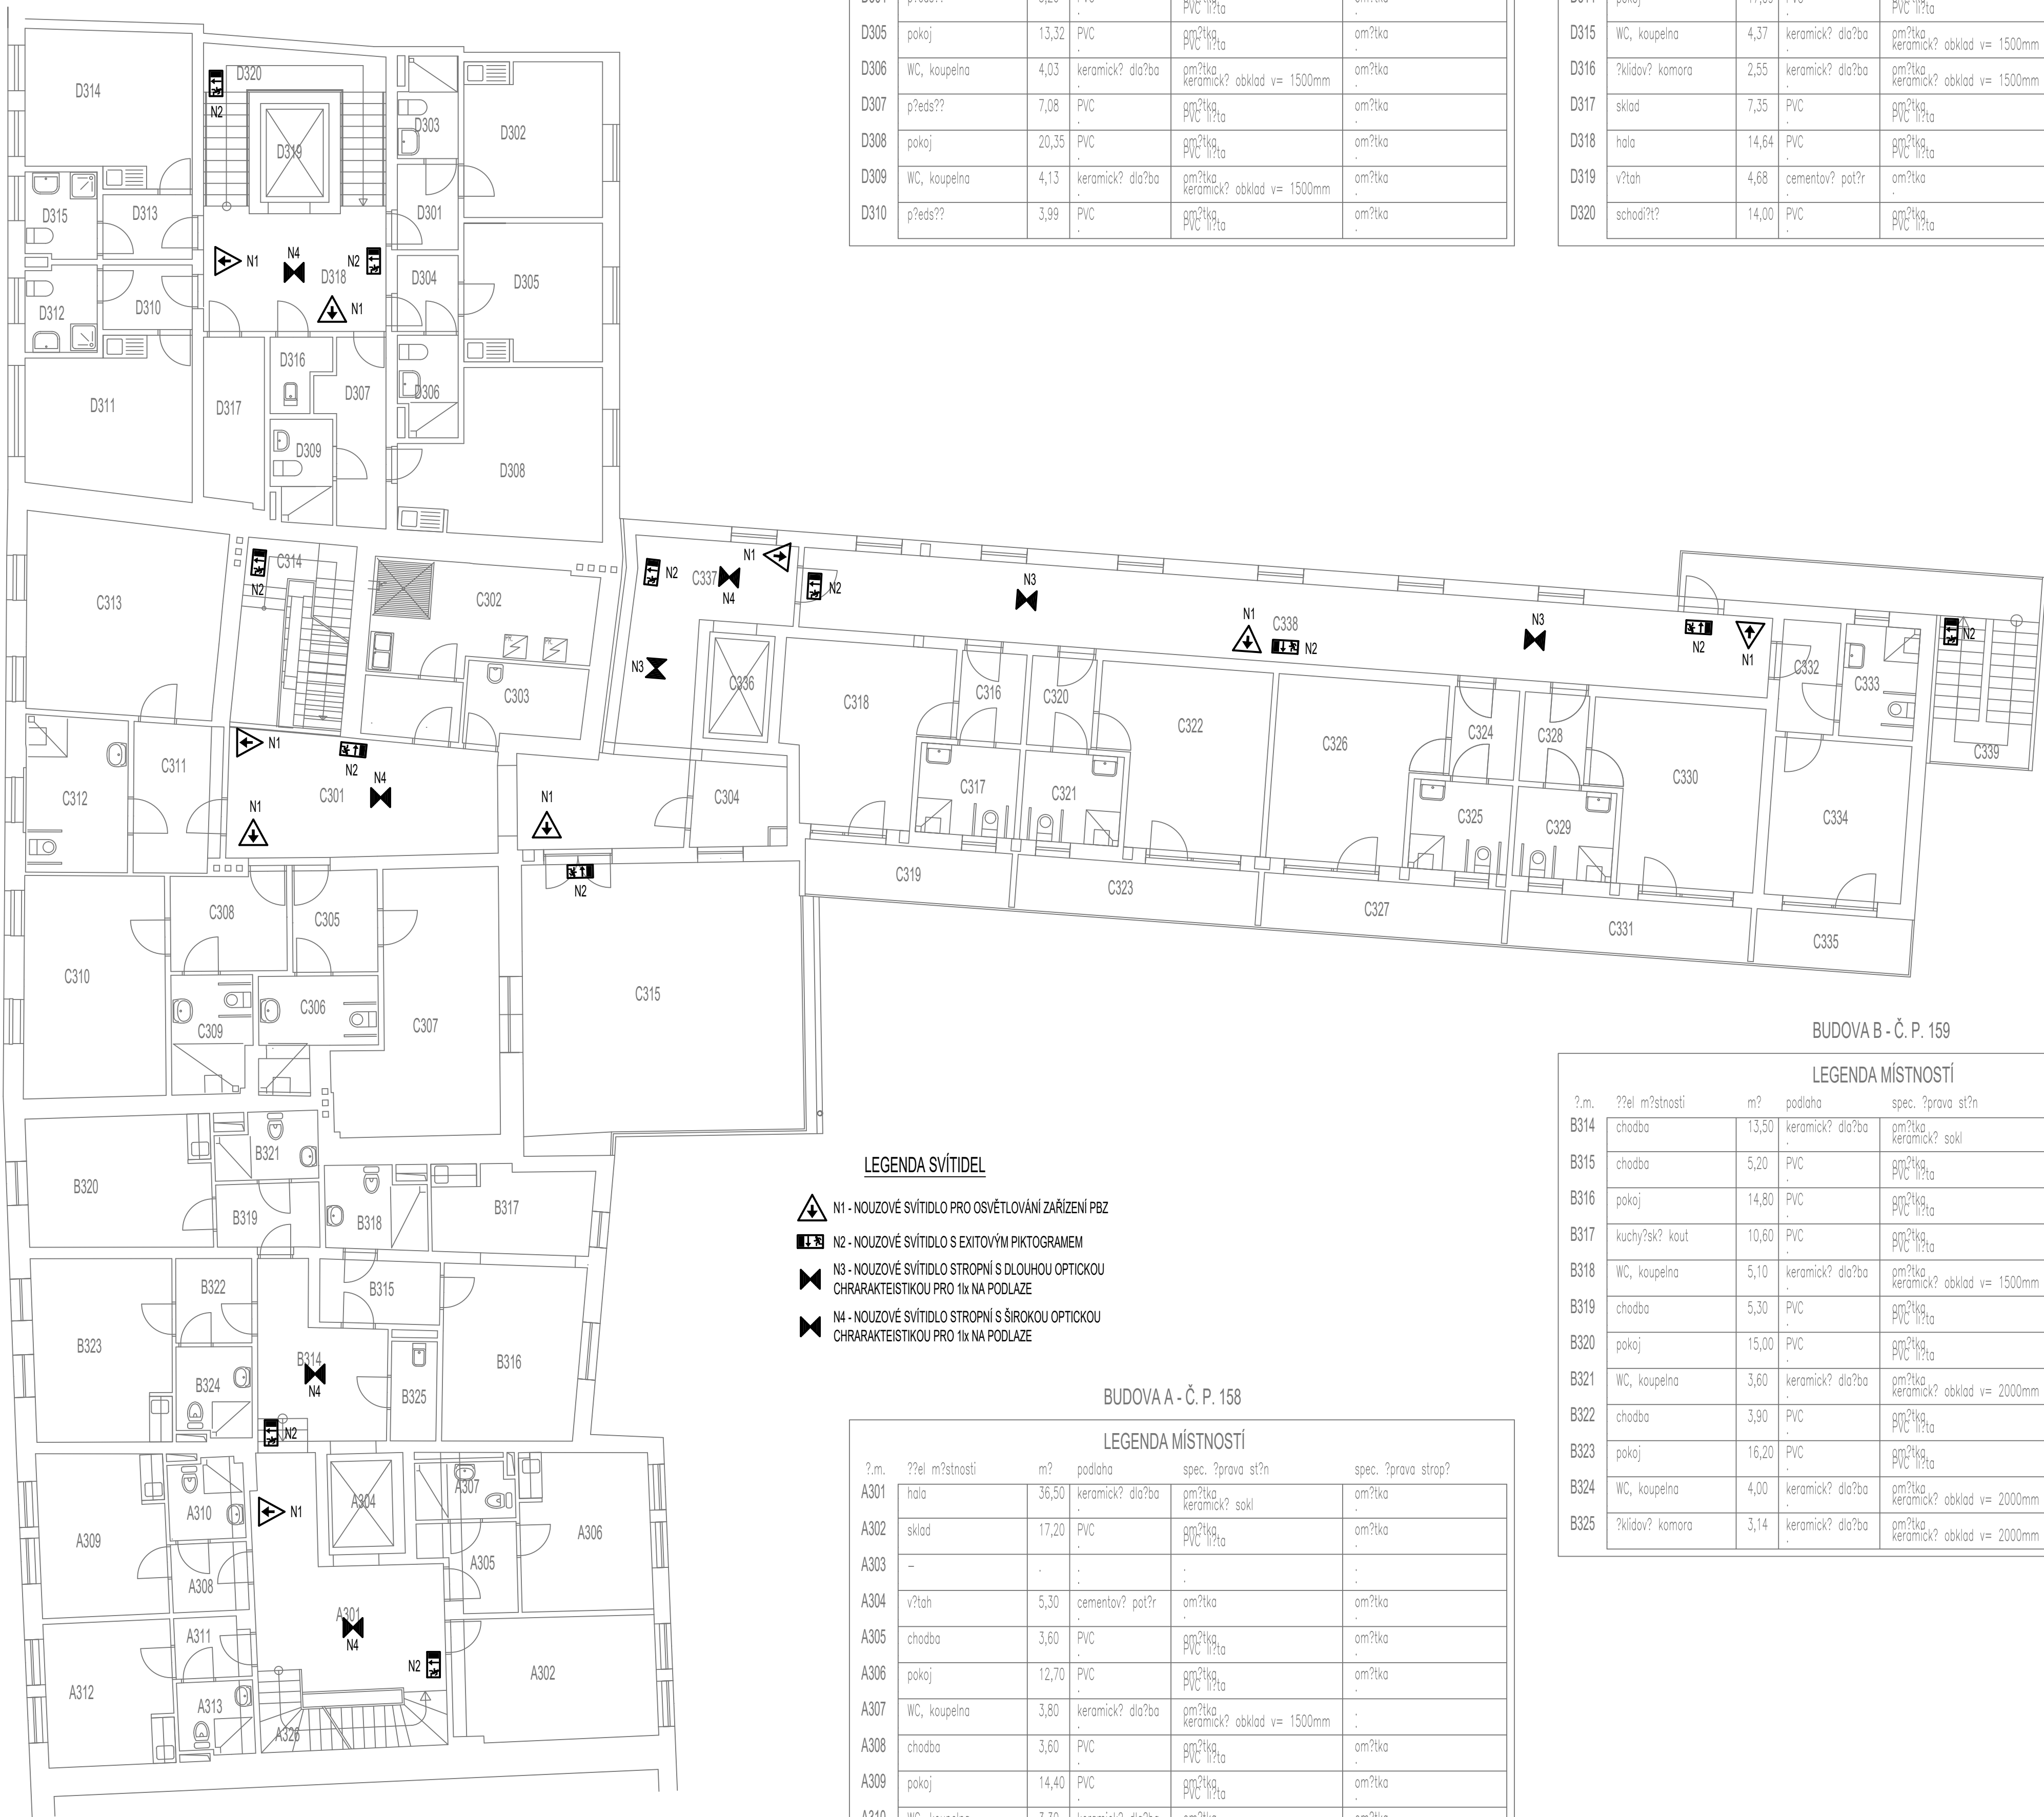 D305 pokoj 13,32 PVC om?tka PVC li?ta om?tka
D306 WC, koupelna 4,03 keramick? dla?ba om?tka keramick? obklad v= 1500mm om?tka
D307 p?eds?? 7,08 PVC om?tka PVC li?ta om?tka
D308 pokoj 20,35 PVC om?tka PVC li?ta om?tka
D309 WC, koupelna 4,13 keramick? dla?ba om?tka keramick? obklad v= 1500mm om?tka
D310 p?eds?? 3,99 PVC om?tka PVC li?ta om?tka
PVC li?ta
D315 WC, koupelna 4,37 keramick? dla?ba om?tka keramick? obklad v= 1500mm
D316 ?klidov? komora 2,55 keramick? dla?ba om?tka keramick? obklad v= 1500mm
D317 sklad 7,35 PVC om?tka PVC li?ta
D318 hala 14,64 PVC om?tka PVC li?ta
D319 v?tah 4,68 cementov? pot?r om?tka
D320 schodi?t? 14,00 PVC om?tka PVC li?ta
D314
D320
N2
D319
D303
D302
D315
D313
D301
N1
N4
N2
D318
N1
D304
D305
D312
D310
D316
D307
D306
D311
D317
D309
D308
C313
C314
N2
C302
C303
N2
C337
N4
N1
N2
N3
N3
C336
N1
C338
N2
N3
N2
N1
C332
C333
N2
C339
C318
C316
C320
C322
C326
C324
C328
C330
C334
C317
C321
C325
C329
C319
C323
C327
C331
C335
C312
C311
N1
N2
N4
C301
N1
N1
C304
N2
C308
C305
C310
C309
C306
C307
C315
B320
B321
B319
B318
B317
B322
B315
B323
B314
N4
B316
B324
B325
N2
A309
A310
N1
A304
A307
A306
A308
A305
A301
N4
A311
N2
A302
A312
A313
A326
LEGENDA SVÍTIDEL
N1 - NOUZOVÉ SVÍTIDLO PRO OSVĚTLOVÁNÍ ZAŘÍZENÍ PBZ
N2 - NOUZOVÉ SVÍTIDLO S EXITOVÝM PIKTOGRAMEM
N3 - NOUZOVÉ SVÍTIDLO STROPNÍ S DLOUHOU OPTICKOU
CHRARAKTEISTIKOU PRO 1lx NA PODLAZE
N4 - NOUZOVÉ SVÍTIDLO STROPNÍ S ŠIROKOU OPTICKOU
CHRARAKTEISTIKOU PRO 1lx NA PODLAZE
BUDOVA B - Č. P. 159
LEGENDA MÍSTNOSTÍ
?.m. ??el m?stnosti m? podlaha spec. ?prava st?n
B314 chodba 13,50 keramick? dla?ba om?tka keramick? sokl
B315 chodba 5,20 PVC om?tka PVC li?ta
B316 pokoj 14,80 PVC om?tka PVC li?ta
B317 kuchy?sk? kout 10,60 PVC om?tka PVC li?ta
B318 WC, koupelna 5,10 keramick? dla?ba om?tka keramick? obklad v= 1500mm
B319 chodba 5,30 PVC om?tka PVC li?ta
B320 pokoj 15,00 PVC om?tka PVC li?ta
B321 WC, koupelna 3,60 keramick? dla?ba om?tka keramick? obklad v= 2000mm
B322 chodba 3,90 PVC om?tka PVC li?ta
B323 pokoj 16,20 PVC om?tka PVC li?ta
B324 WC, koupelna 4,00 keramick? dla?ba om?tka keramick? obklad v= 2000mm
B325 ?klidov? komora 3,14 keramick? dla?ba om?tka keramick? obklad v= 2000mm
BUDOVA A - Č. P. 158
LEGENDA MÍSTNOSTÍ
?.m. ??el m?stnosti m? podlaha spec. ?prava st?n spec. ?prava strop?
A301 hala 36,50 keramick? dla?ba om?tka keramick? sokl om?tka
A302 sklad 17,20 PVC om?tka PVC li?ta om?tka
A303 –
A304 v?tah 5,30 cementov? pot?r om?tka om?tka
A305 chodba 3,60 PVC om?tka PVC li?ta om?tka
A306 pokoj 12,70 PVC om?tka PVC li?ta om?tka
A307 WC, koupelna 3,80 keramick? dla?ba om?tka keramick? obklad v= 1500mm
A308 chodba 3,60 PVC om?tka PVC li?ta om?tka
A309 pokoj 14,40 PVC om?tka PVC li?ta om?tka